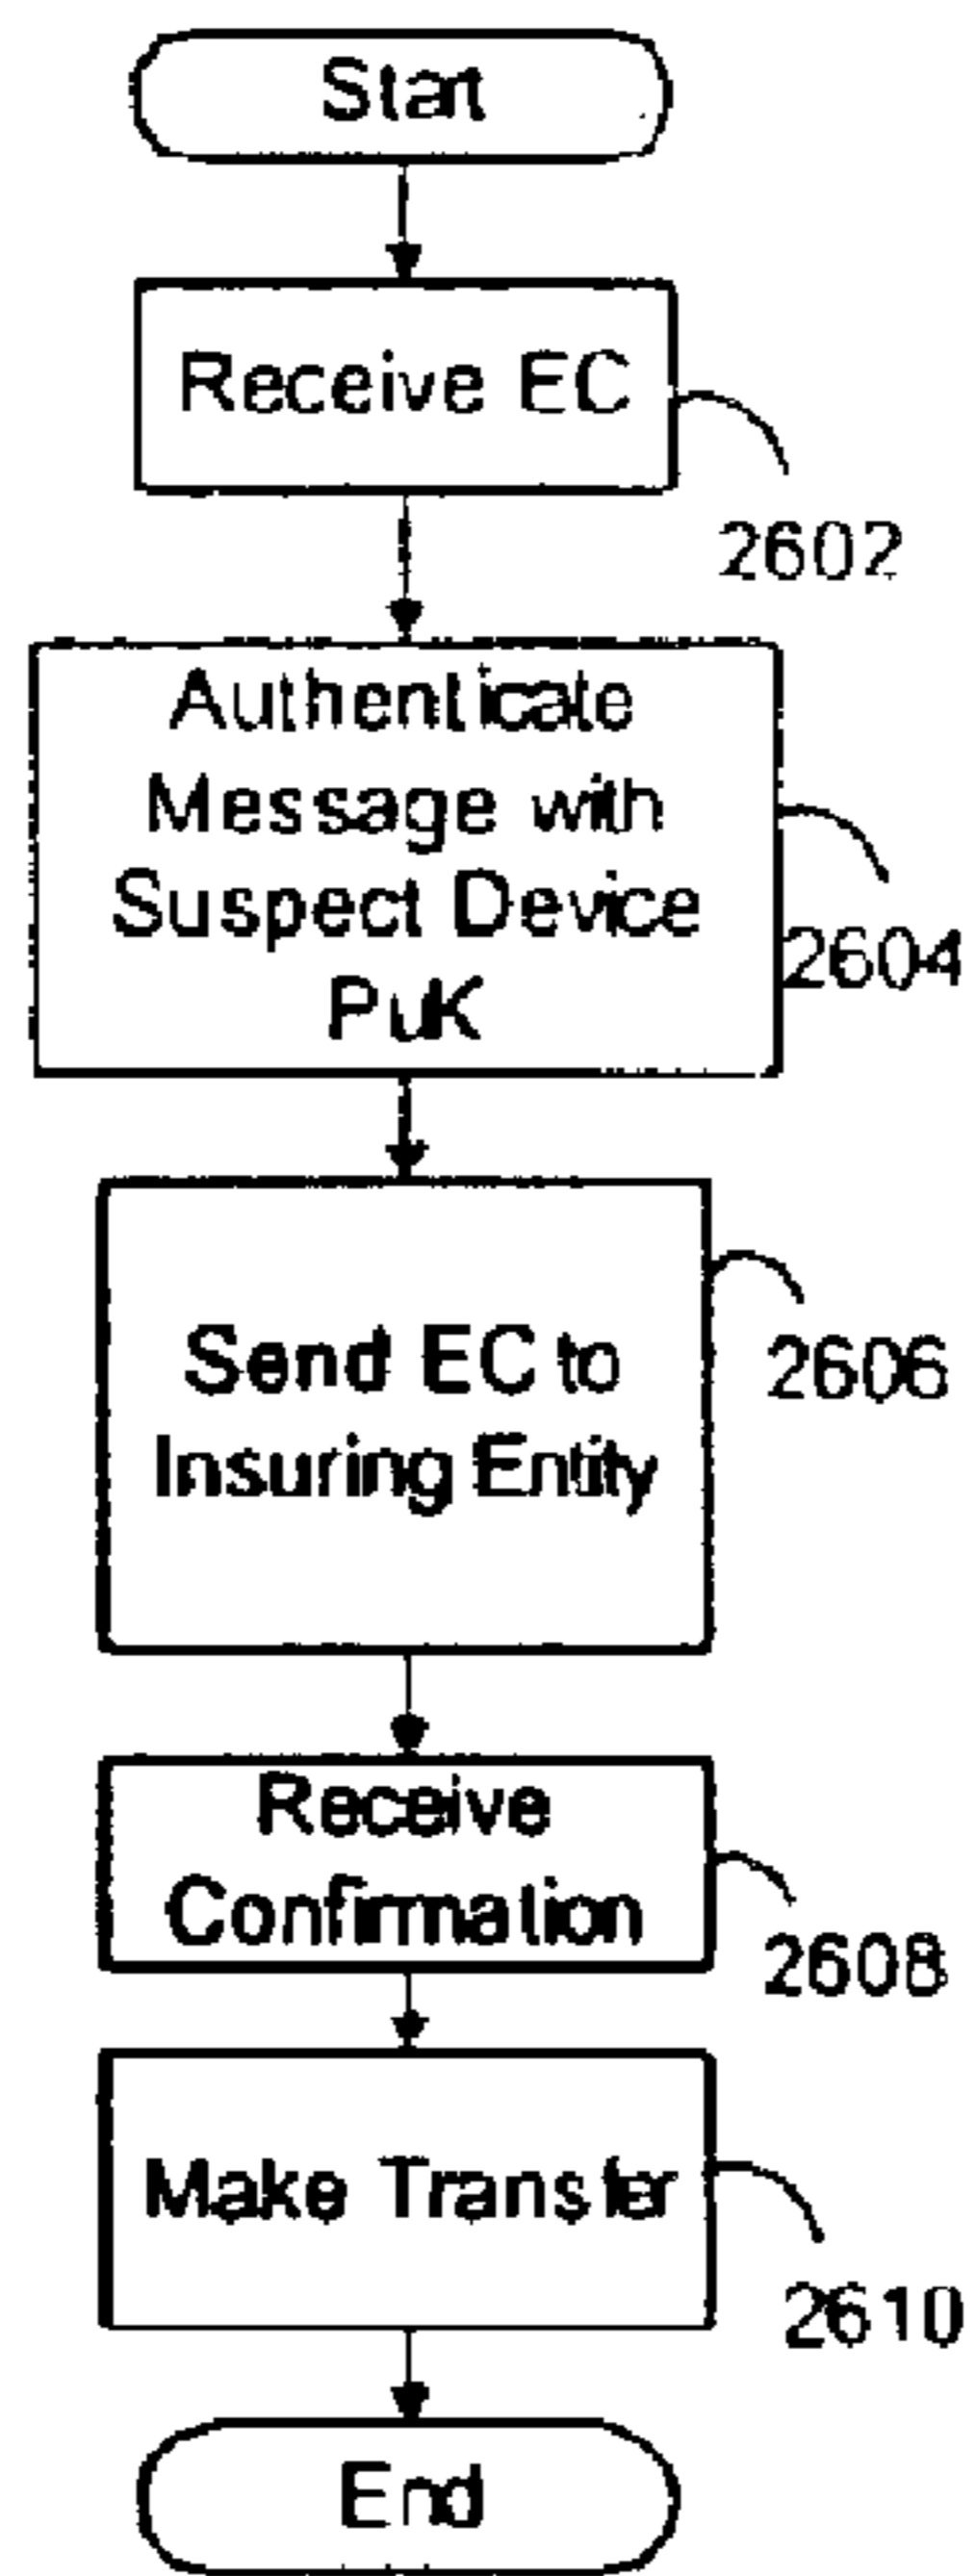 Start
Receive EC
2602
Authenticate
Message with
Suspect Device
PuK
2604
Send EC to
Insuring Entity
2606
Receive
Confirmation
2608
Make Transfer
2610
End